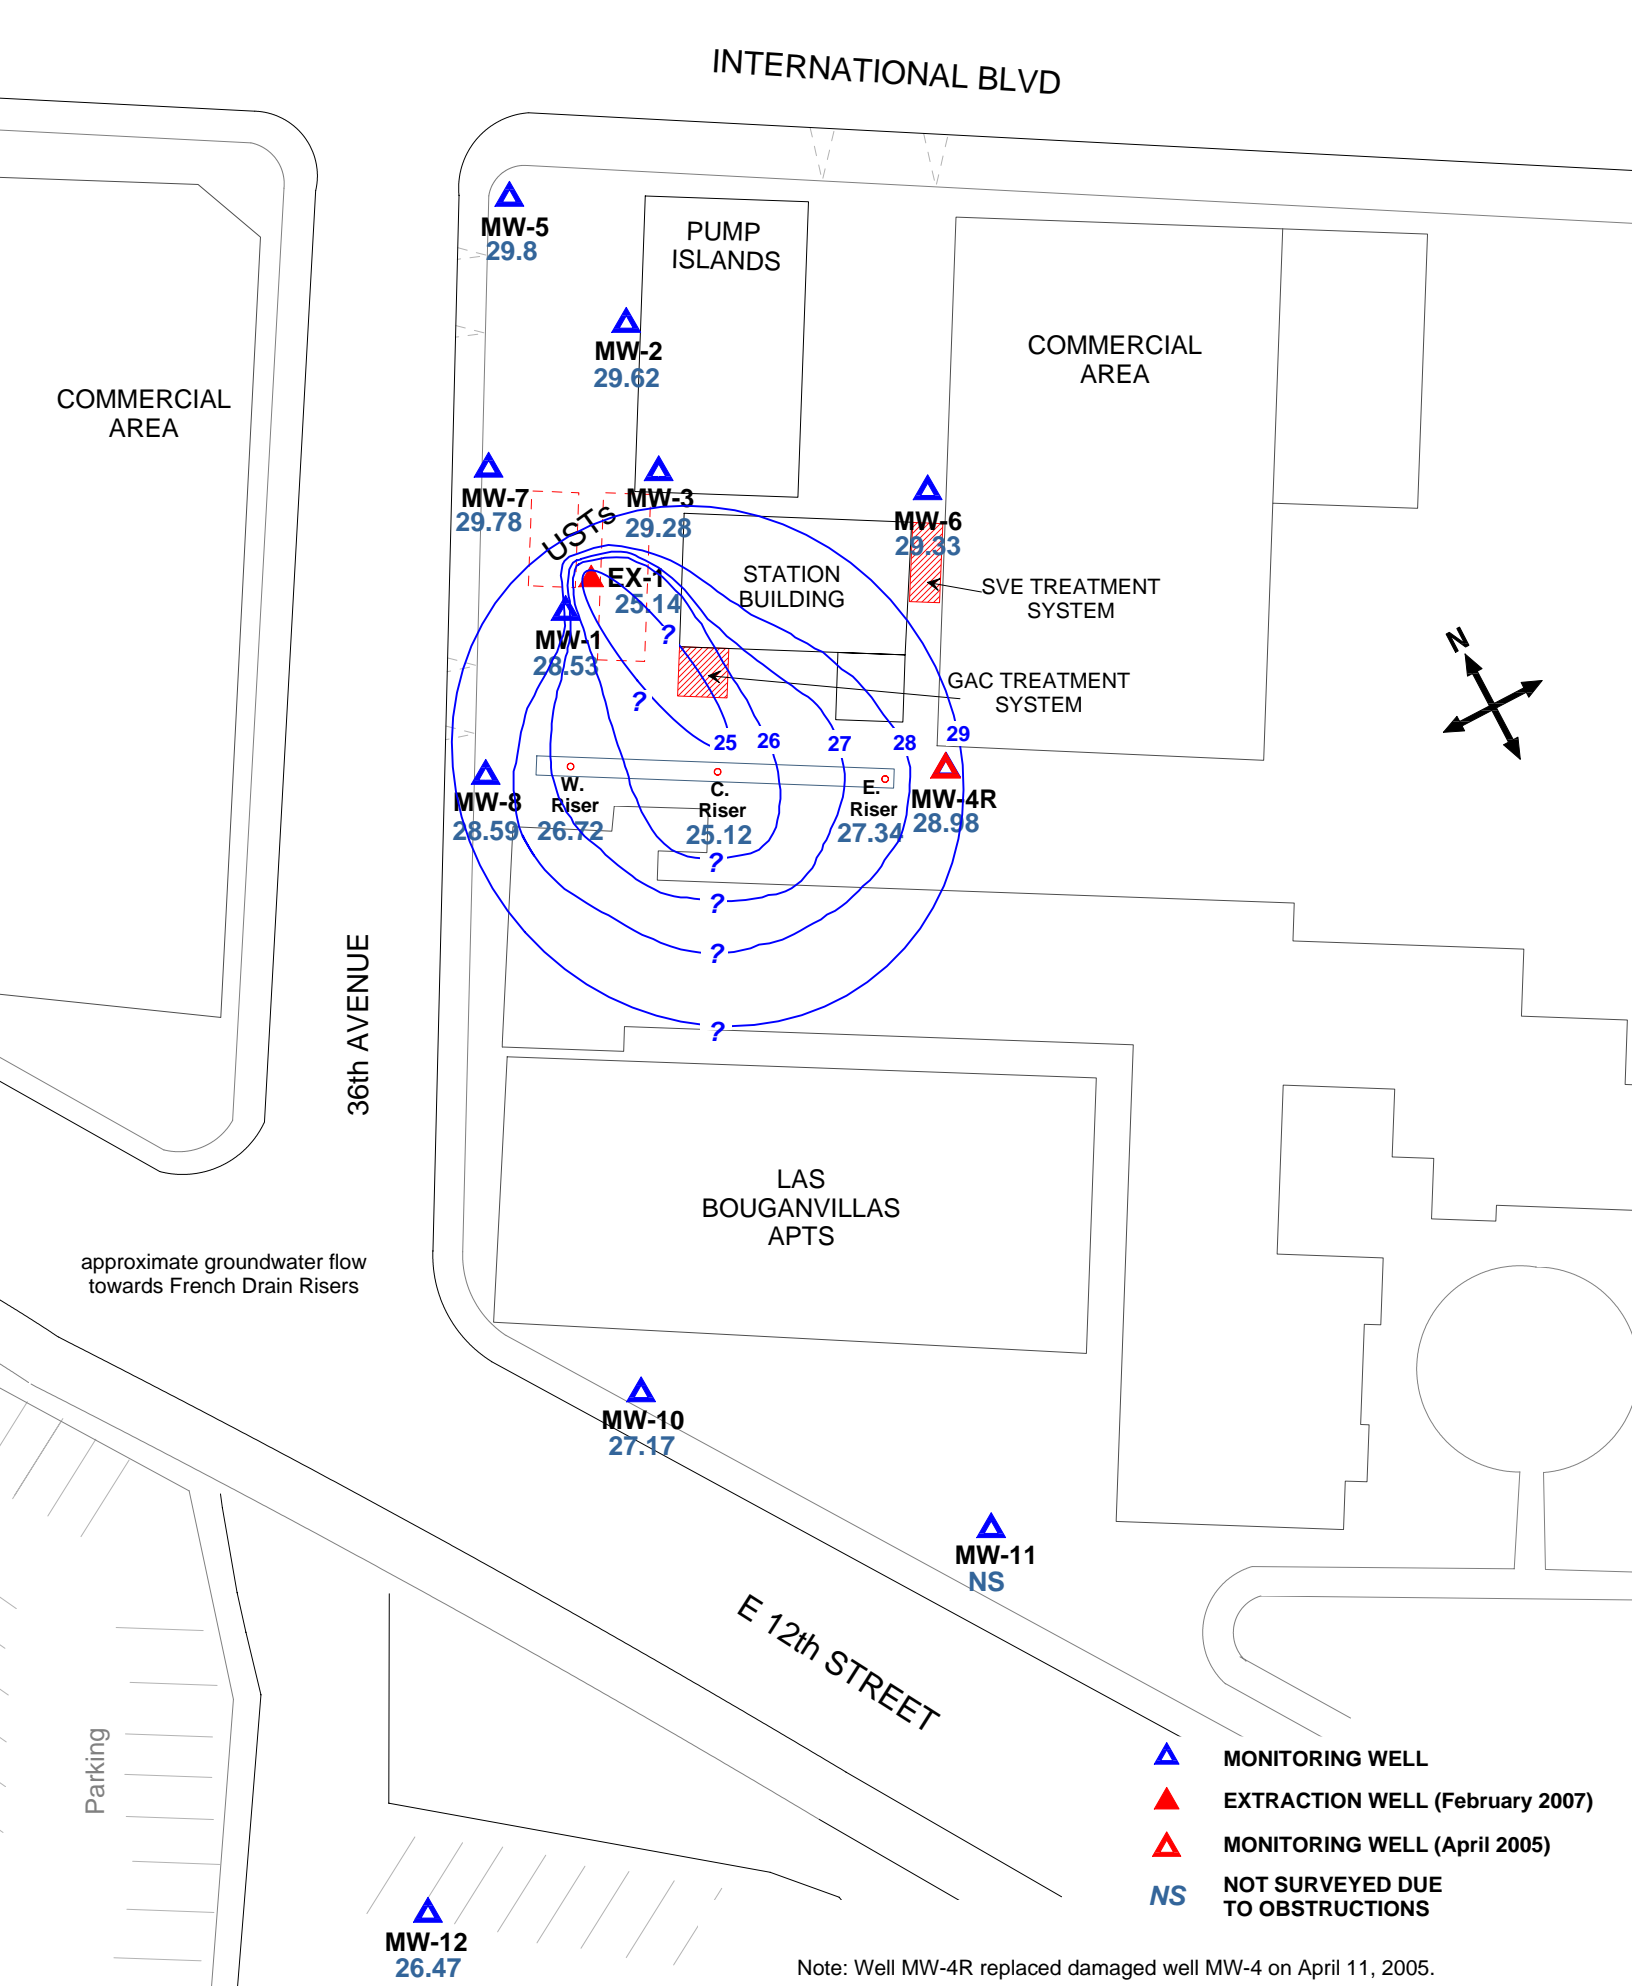 INTERNATIONAL BLVD
MW-5
29.8
PUMP
ISLANDS
MW-2
29.62
COMMERCIAL
AREA
COMMERCIAL
AREA
MW-7
29.78
USTs
MW-3
29.28
MW-6
29.33
EX-1
25.14
?
STATION
BUILDING
SVE TREATMENT
SYSTEM
N
MW-1
28.53
?
GAC TREATMENT
SYSTEM
25
26
27
28
29
MW-8
28.59
W.
Riser
26.72
C.
Riser
25.12
E.
Riser
27.34
MW-4R
28.98
?
?
?
?
36th AVENUE
LAS
BOUGANVILLAS
APTS
approximate groundwater flow
towards French Drain Risers
MW-10
27.17
MW-11
NS
E 12th STREET
Parking
MW-12
26.47
MONITORING WELL
EXTRACTION WELL (February 2007)
MONITORING WELL (April 2005)
NS
NOT SURVEYED DUE
TO OBSTRUCTIONS
Note: Well MW-4R replaced damaged well MW-4 on April 11, 2005.